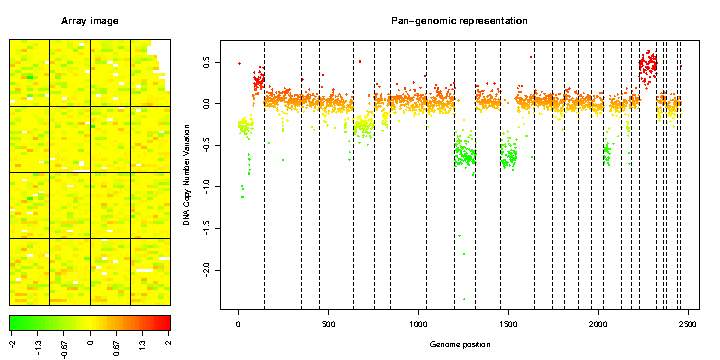 Array image
Pan−genomic representation
DNA Copy Number Variation
0.5
0.0
−0.5
−1.0
−1.5
−2.0
0 500 1000 1500 2000 2500
Genome position
−2 −1.3 −0.67 0 0.67 1.3 2